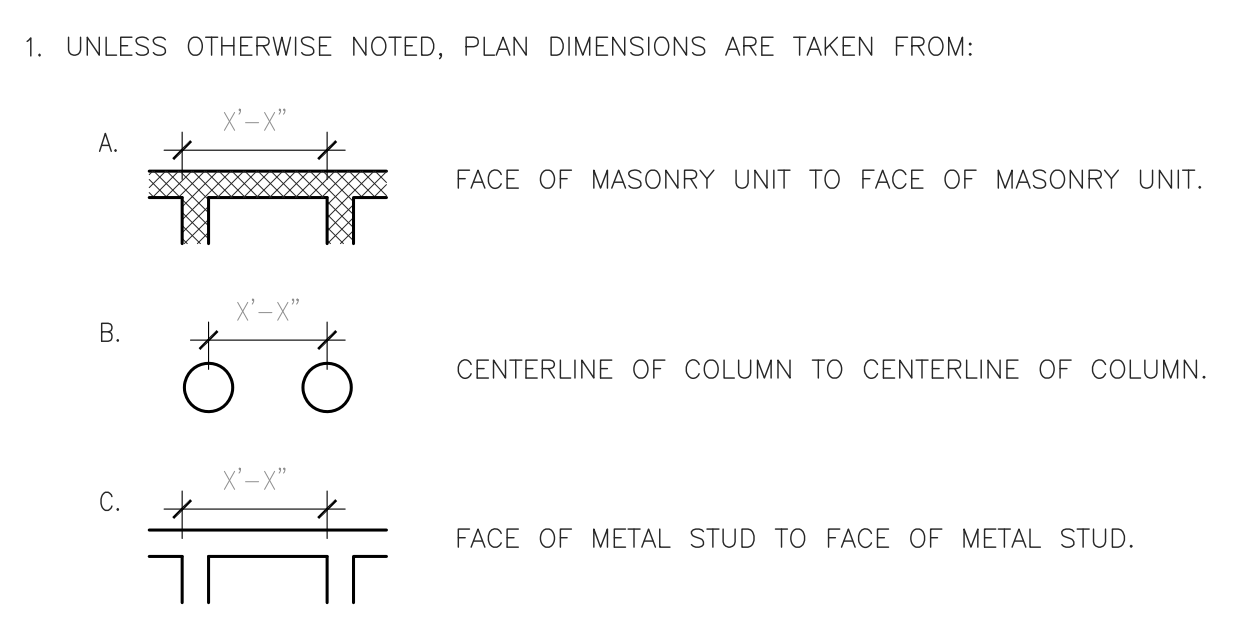 1. UNLESS OTHERWISE NOTED, PLAN DIMENSIONS ARE TAKEN FROM:
X'-X"
A.
FACE OF MASONRY UNIT TO FACE OF MASONRY UNIT.
X'-X"
B.
CENTERLINE OF COLUMN TO CENTERLINE OF COLUMN.
X'-X"
C.
FACE OF METAL STUD TO FACE OF METAL STUD.